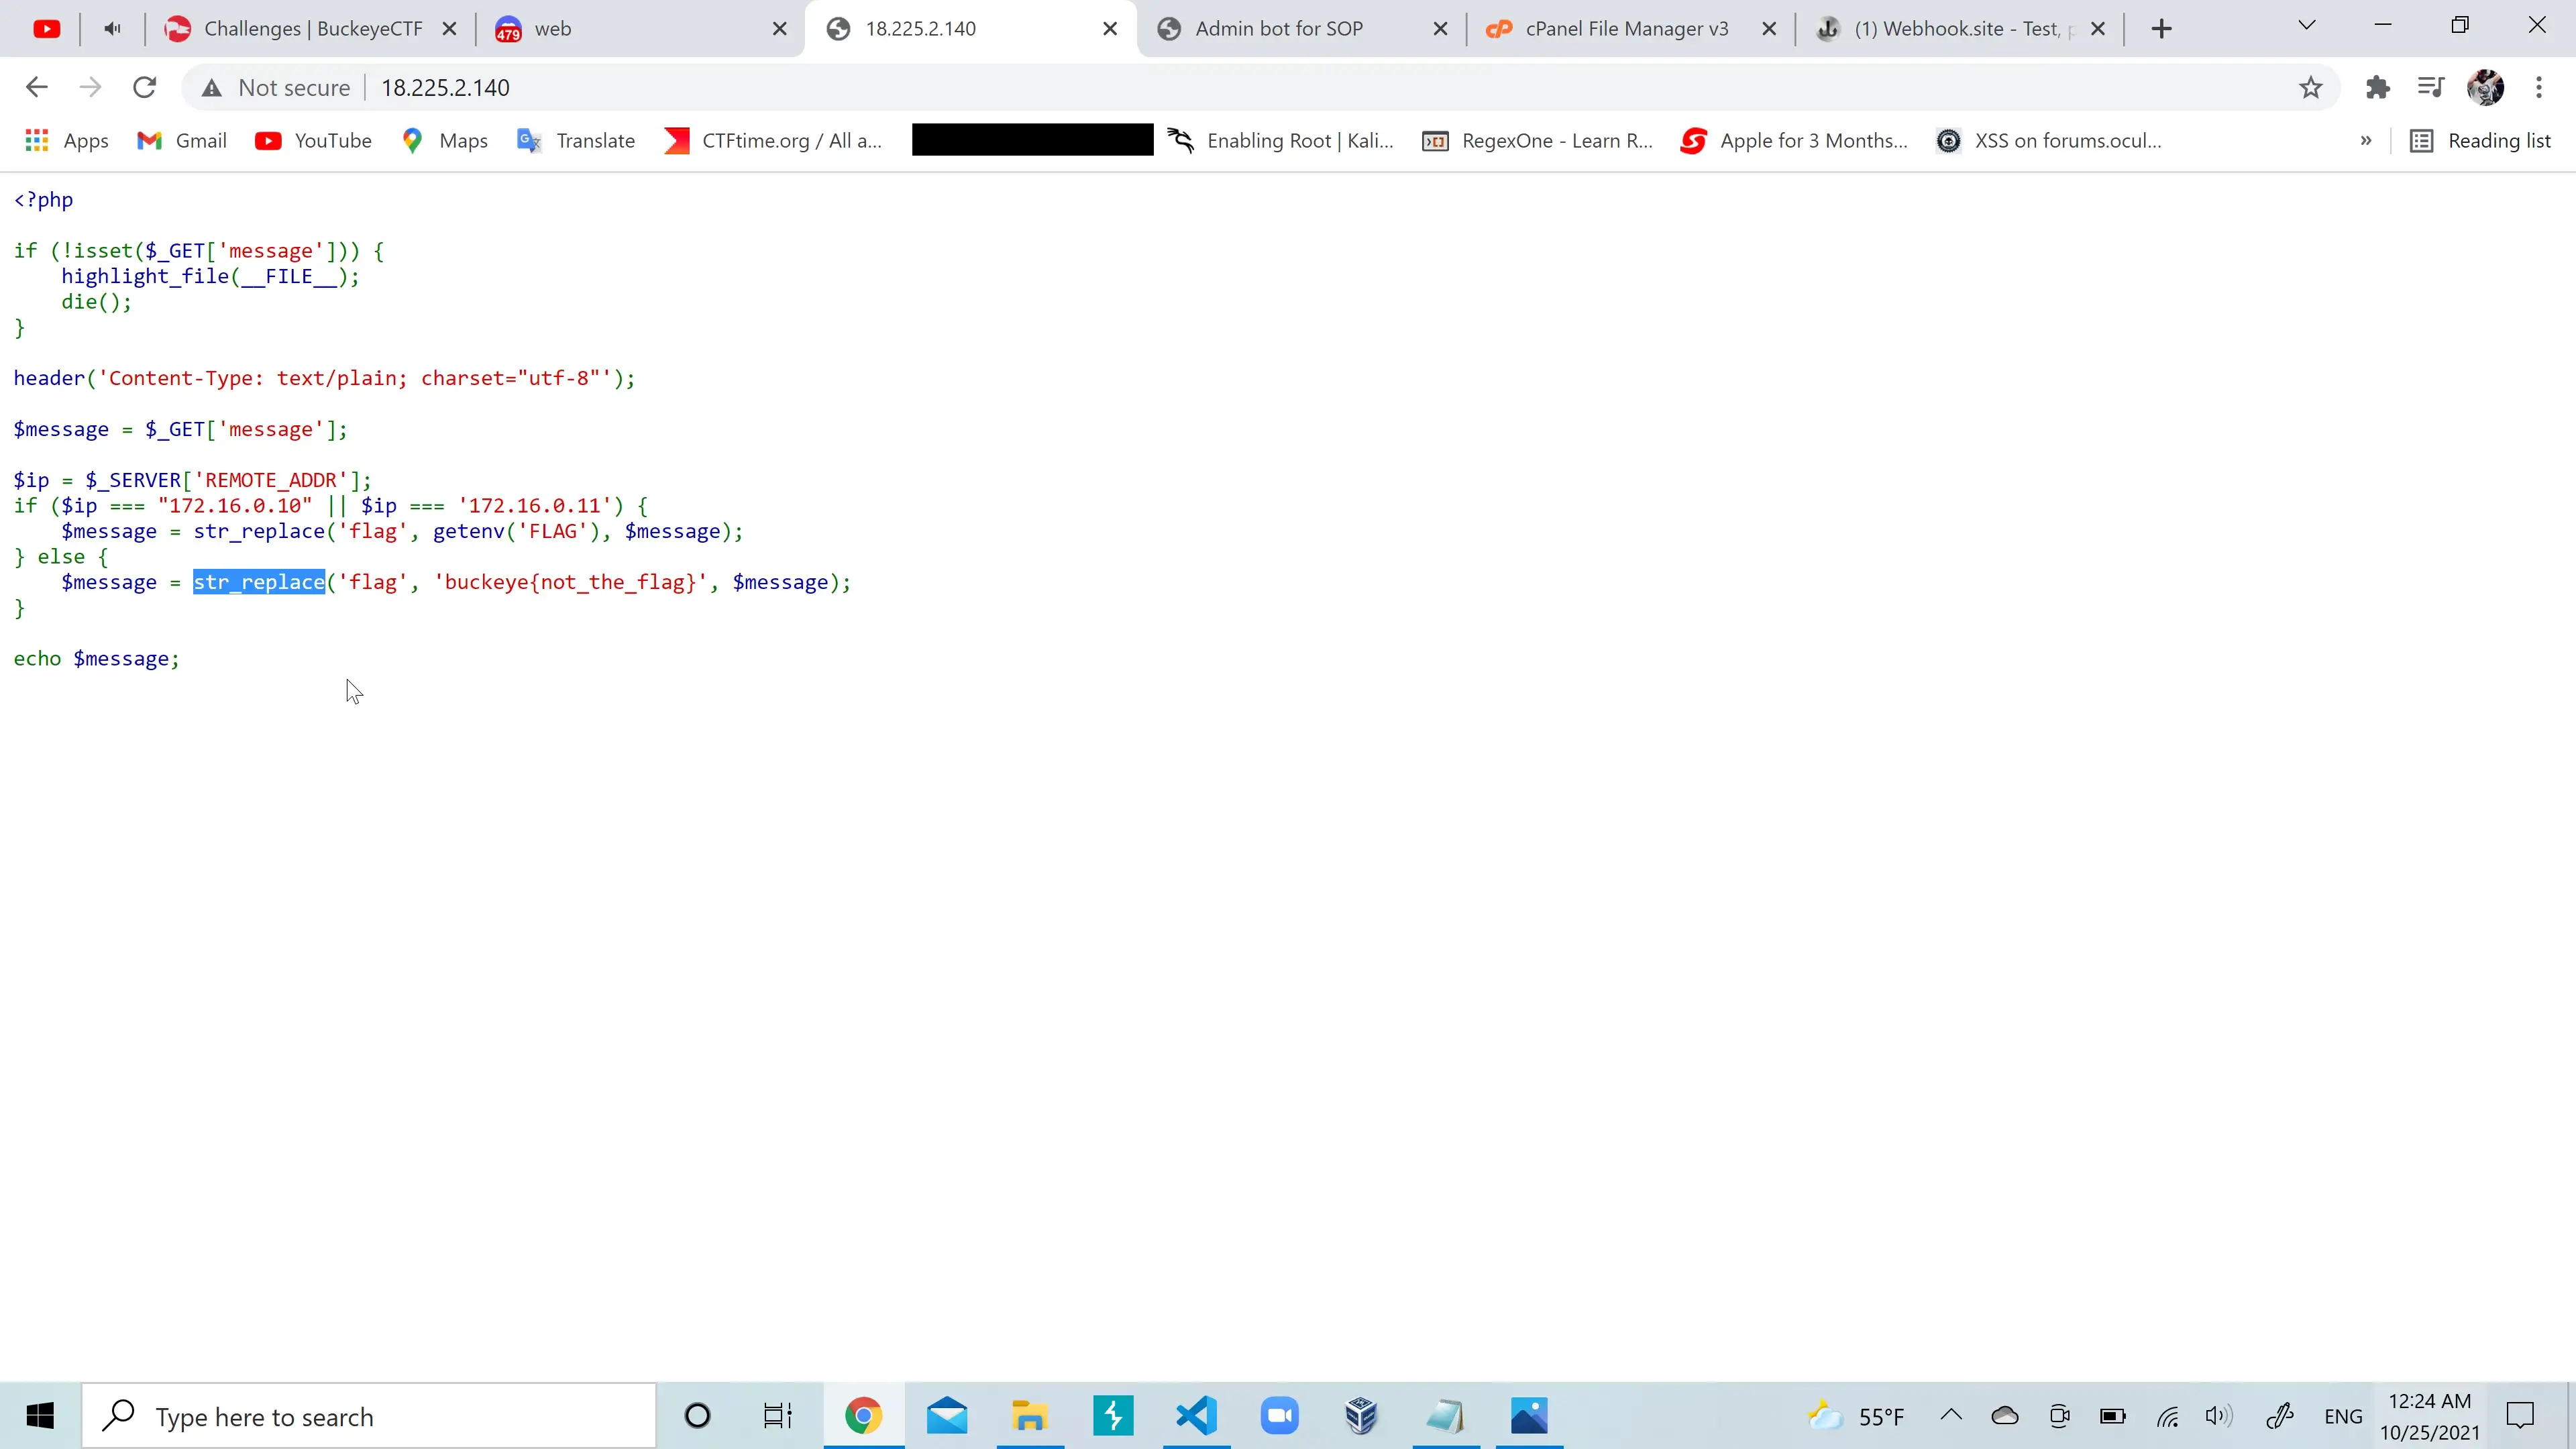 Challenges | BuckeyeCTF
479
web
18.225.2.140
Admin bot for SOP
cP
cPanel File Manager v3
(1) Webhook.site - Test, p
Not secure
18.225.2.140
Apps
Gmail
YouTube
Maps
Translate
CTFtime.org / All a...
Enabling Root | Kali...
RegexOne - Learn R...
Apple for 3 Months...
XSS on forums.ocul...
»
Reading list
<?php
if (!isset($_GET['message'])) {
    highlight_file(__FILE__);
    die();
}
header('Content-Type: text/plain; charset="utf-8"');
$message = $_GET['message'];
$ip = $_SERVER['REMOTE_ADDR'];
if ($ip === "172.16.0.10" || $ip === '172.16.0.11') {
    $message = str_replace('flag', getenv('FLAG'), $message);
} else {
    $message = str_replace('flag', 'buckeye{not_the_flag}', $message);
}
echo $message;
Type here to search
55°F
ENG
12:24 AM
10/25/2021